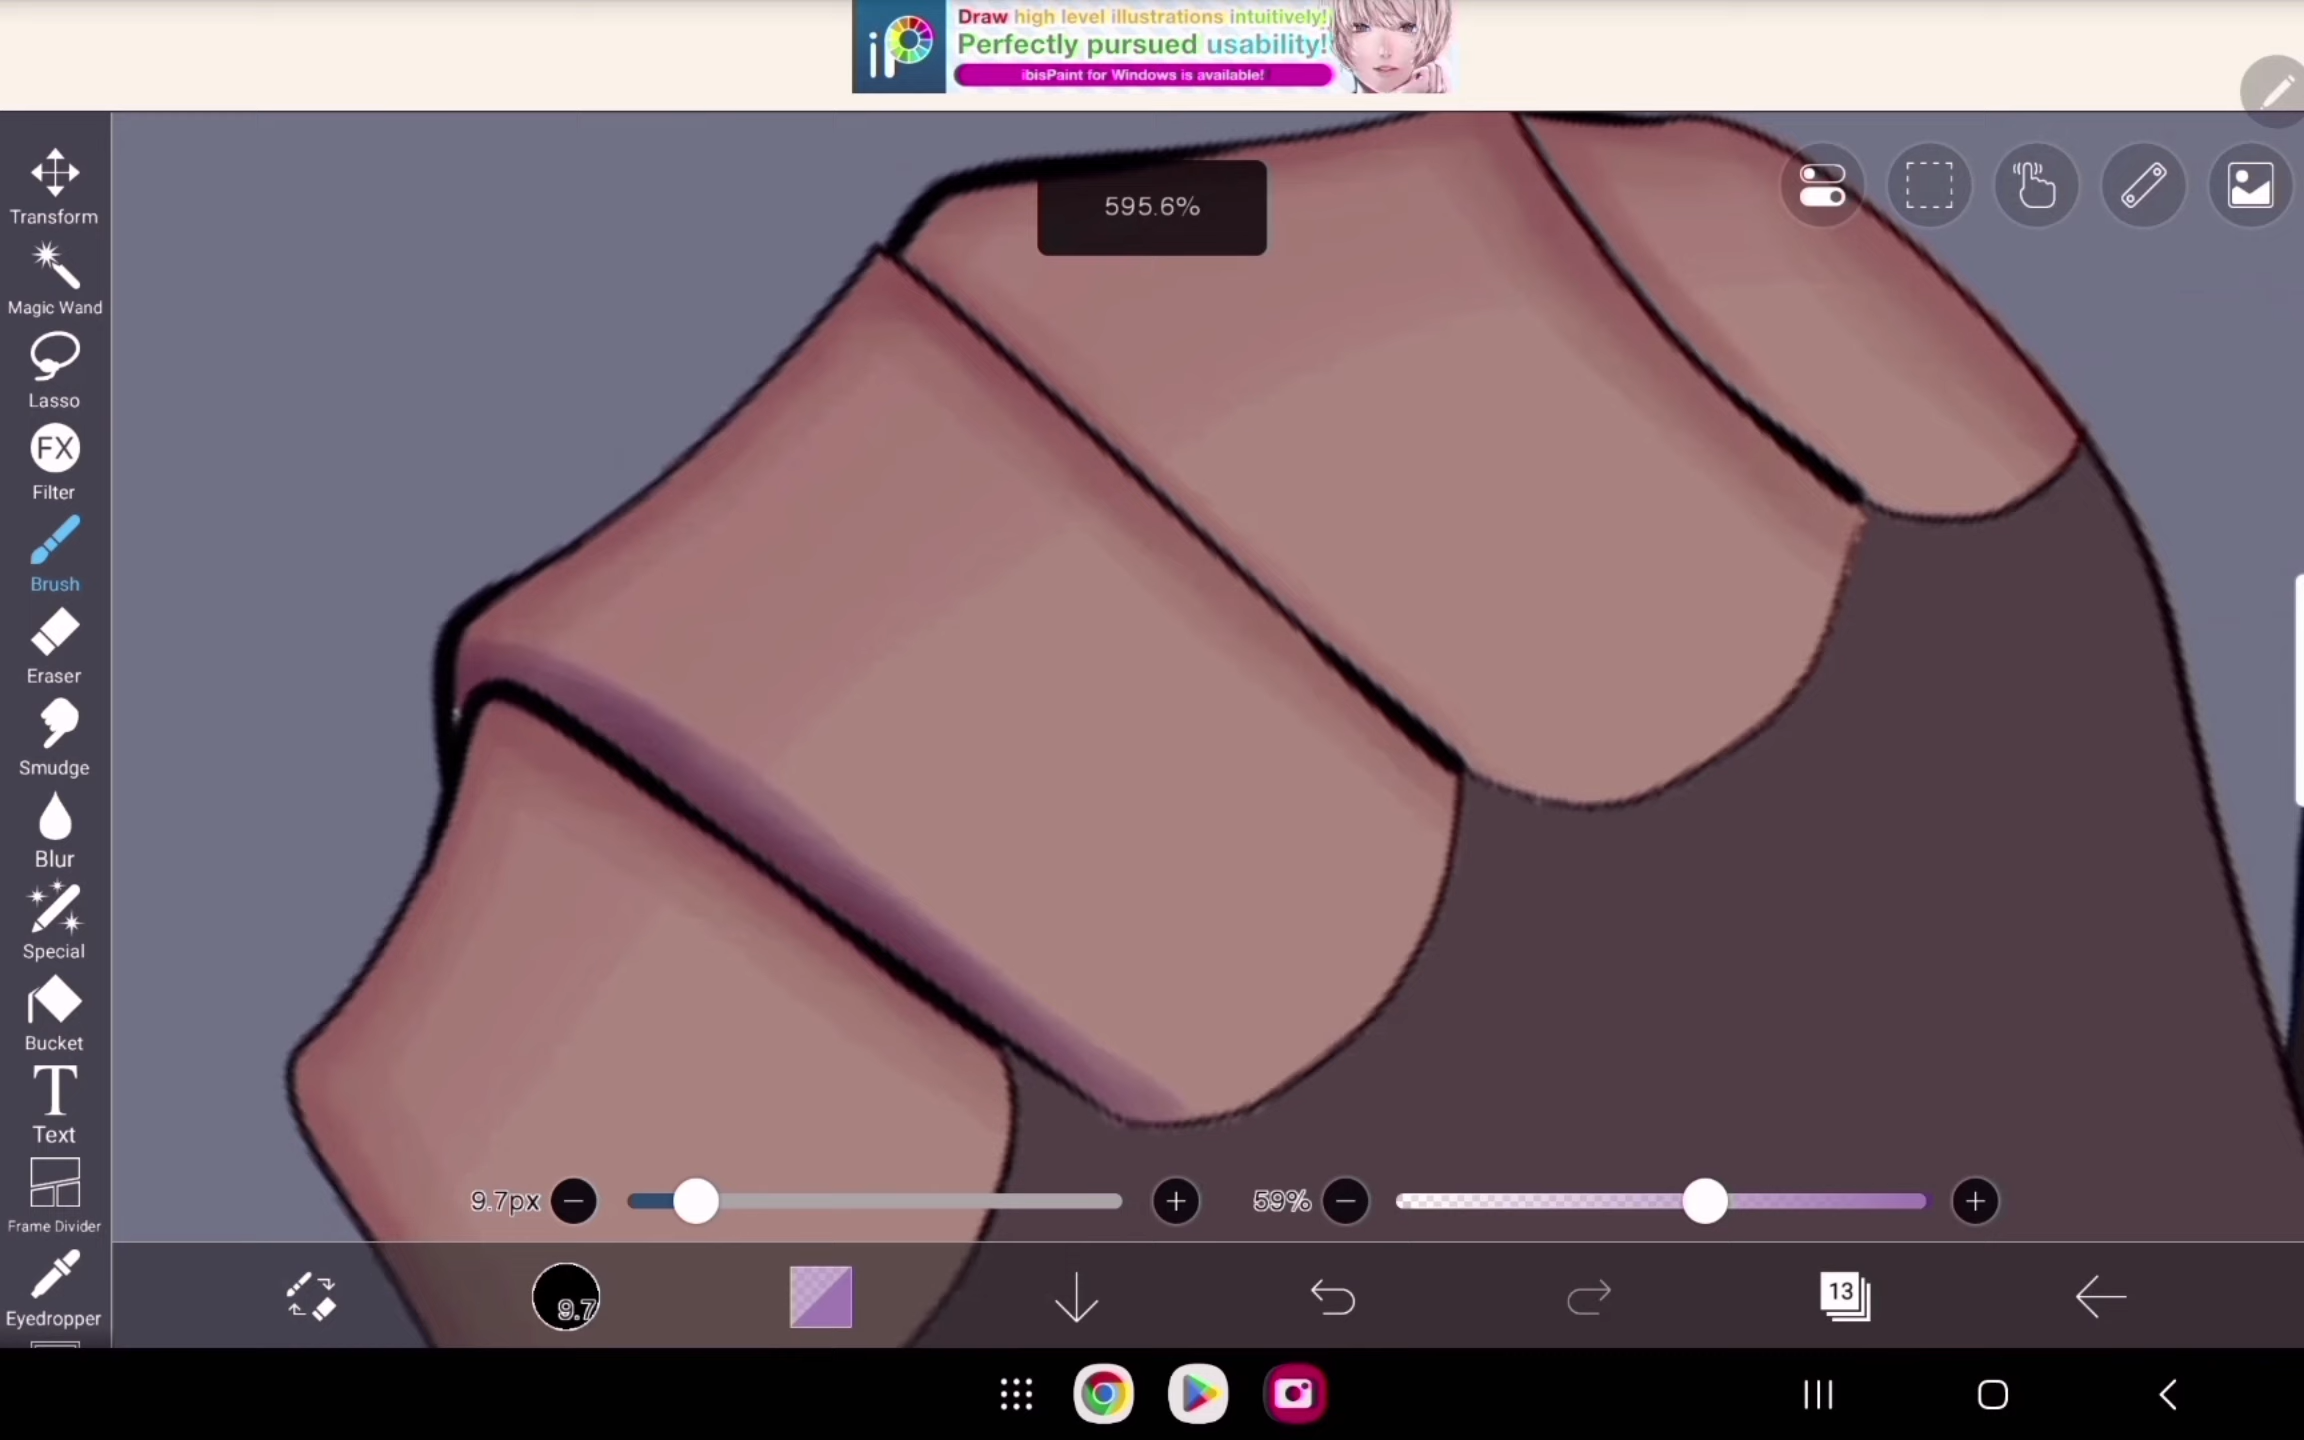 iP
Draw high level illustrations intuitively!
Perfectly pursued usability!
ibisPaint for Windows is available!
595.6%
Transform
Magic Wand
Lasso
FX
Filter
Brush
Eraser
Smudge
Blur
Special
Bucket
T
Text
Frame Divider
Eyedropper
9.7px
59%
9.7
13